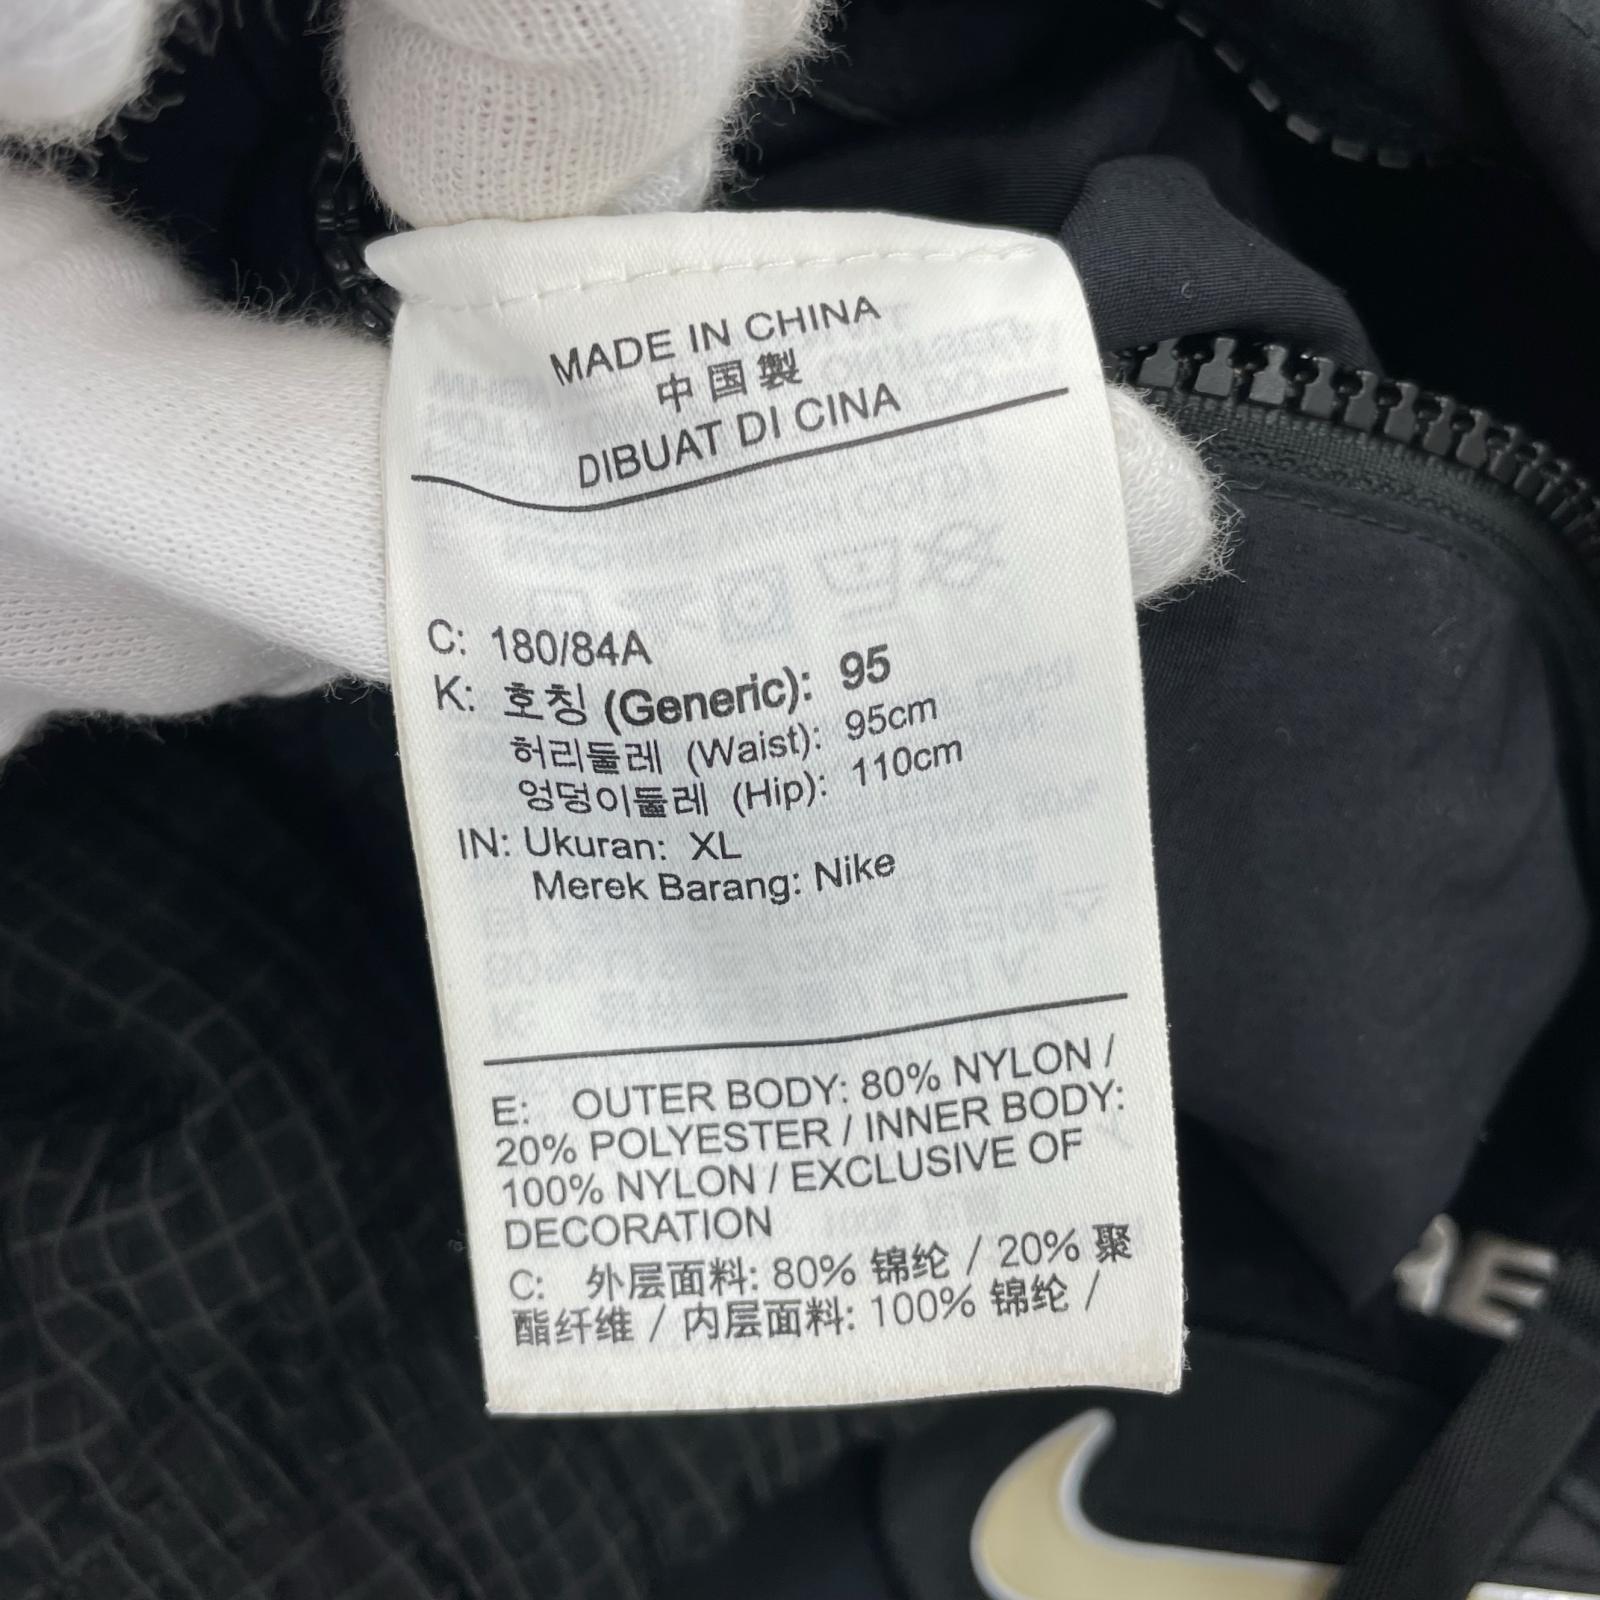 MADE IN CHINA
中国製
DIBUAT DI CINA
C: 180/84A
K: 호칭 (Generic): 95
허리둘레 (Waist): 95cm
엉덩이둘레 (Hip): 110cm
IN: Ukuran: XL
Merek Barang: Nike
E: OUTER BODY: 80% NYLON /
20% POLYESTER / INNER BODY:
100% NYLON / EXCLUSIVE OF
DECORATION
C: 外层面料: 80% 锦纶 / 20% 聚
酯纤维 / 内层面料: 100% 锦纶 /